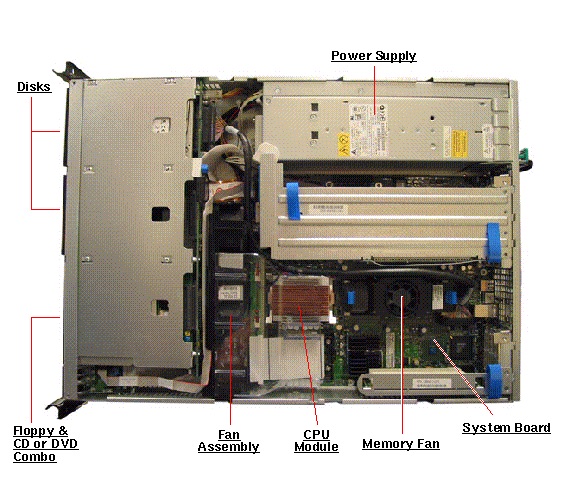 Power Supply
Disks
Floppy &
CD or DVD
Combo
Fan
Assembly
CPU
Module
Memory Fan
System Board